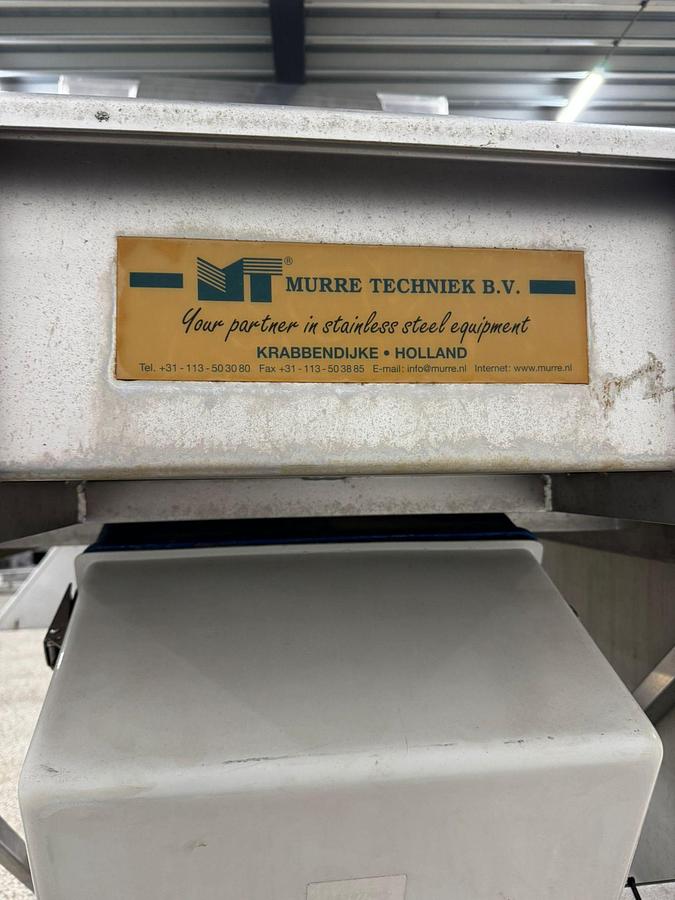 MT® MURRE TECHNIEK B.V.
Your partner in stainless steel equipment
KRABBENDIJKE • HOLLAND
Tel. +31 - 113 - 50 30 80 Fax +31 - 113 - 50 38 85 E-mail: info@murre.nl Internet: www.murre.nl